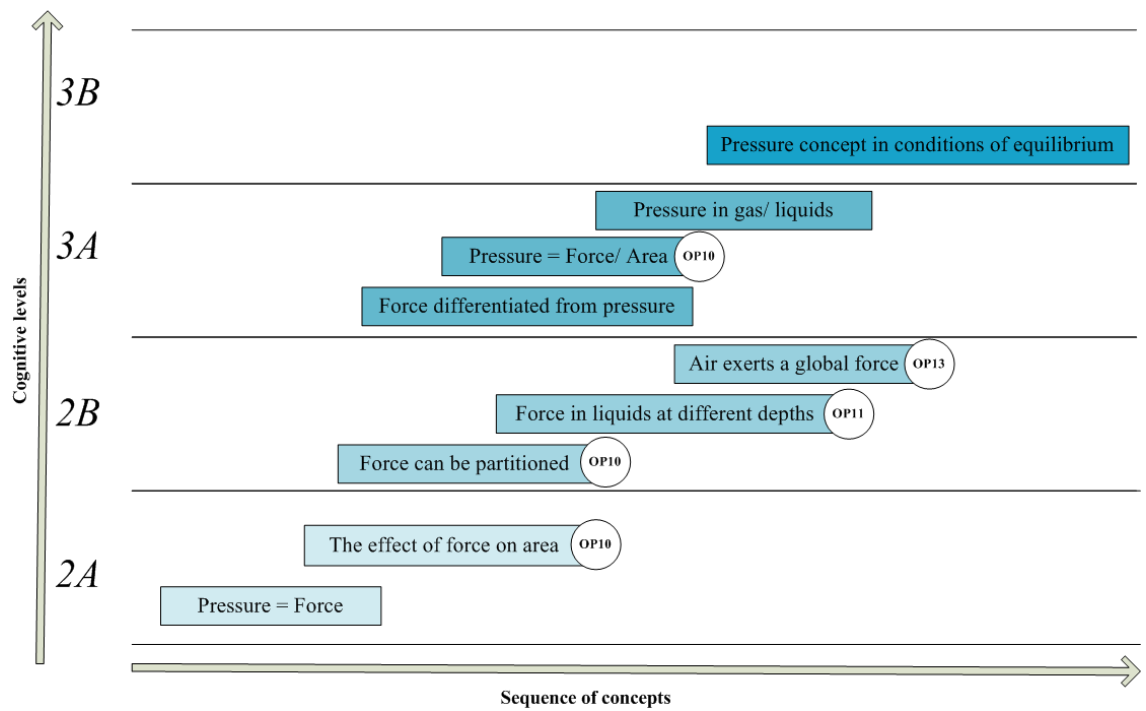 3B
Pressure concept in conditions of equilibrium
Pressure in gas/ liquids
3A
Pressure = Force/ Area
OP10
Force differentiated from pressure
Cognitive levels
Air exerts a global force
OP13
2B
Force in liquids at different depths
OP11
Force can be partitioned
OP10
The effect of force on area
OP10
2A
Pressure = Force
Sequence of concepts